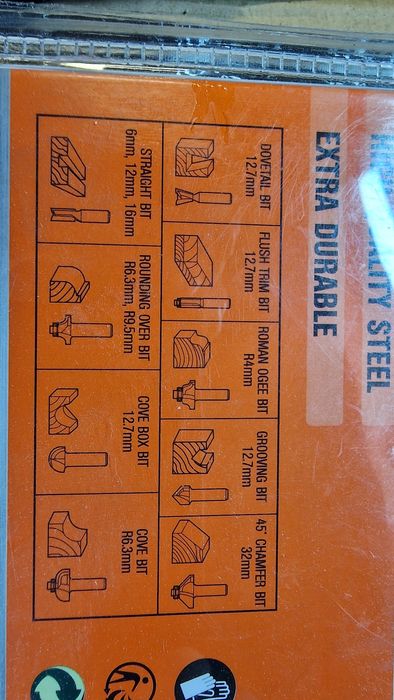 ALITY STEEL
EXTRA DURABLE
DOVETAIL BIT
12.7mm
FLUSH TRIM BIT
12.7mm
ROMAN OGEE BIT
R4mm
GROOVING BIT
12.7mm
45° CHAMFER BIT
32mm
STRAIGHT BIT
6mm, 12mm, 16mm
ROUNDING OVER BIT
R6.3mm, R9.5mm
COVE BOX BIT
12.7mm
COVE BIT
R6.3mm